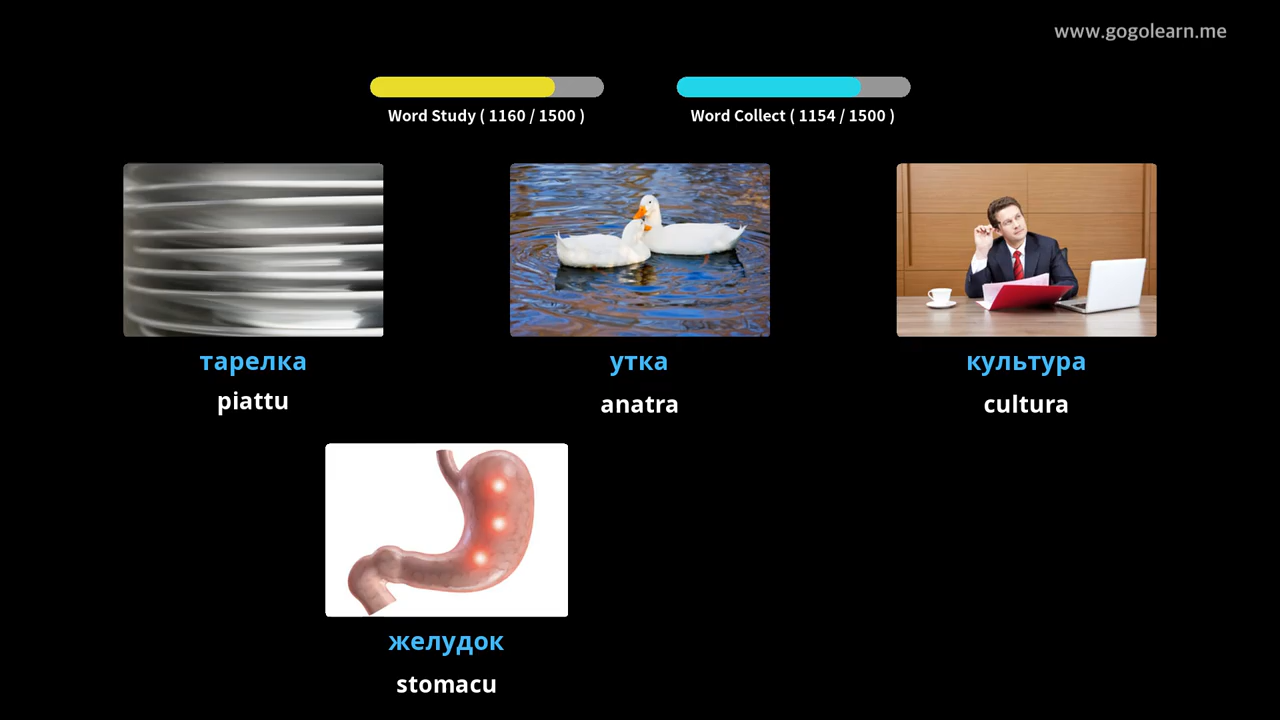 www.gogolearn.me
Word Study ( 1160 / 1500 )
Word Collect ( 1154 / 1500 )
тарелка
piattu
утка
anatra
культура
cultura
желудок
stomacu